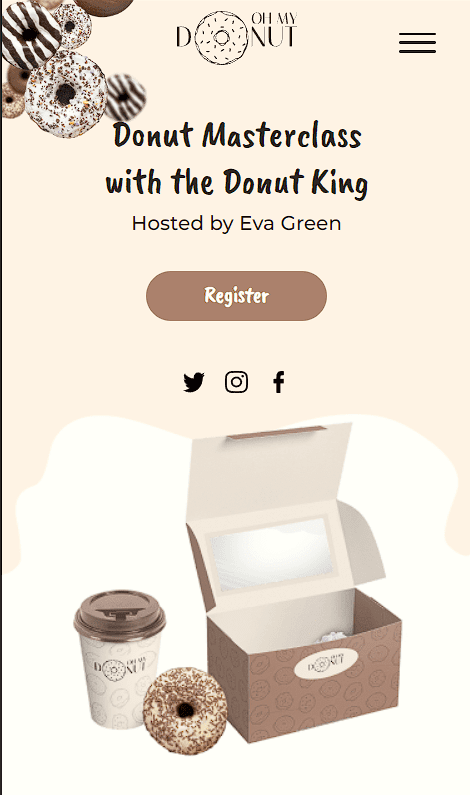 OH MY
DONUT
Donut Masterclass
with the Donut King
Hosted by Eva Green
Register
OH MY
DONUT
OH MY
DONUT